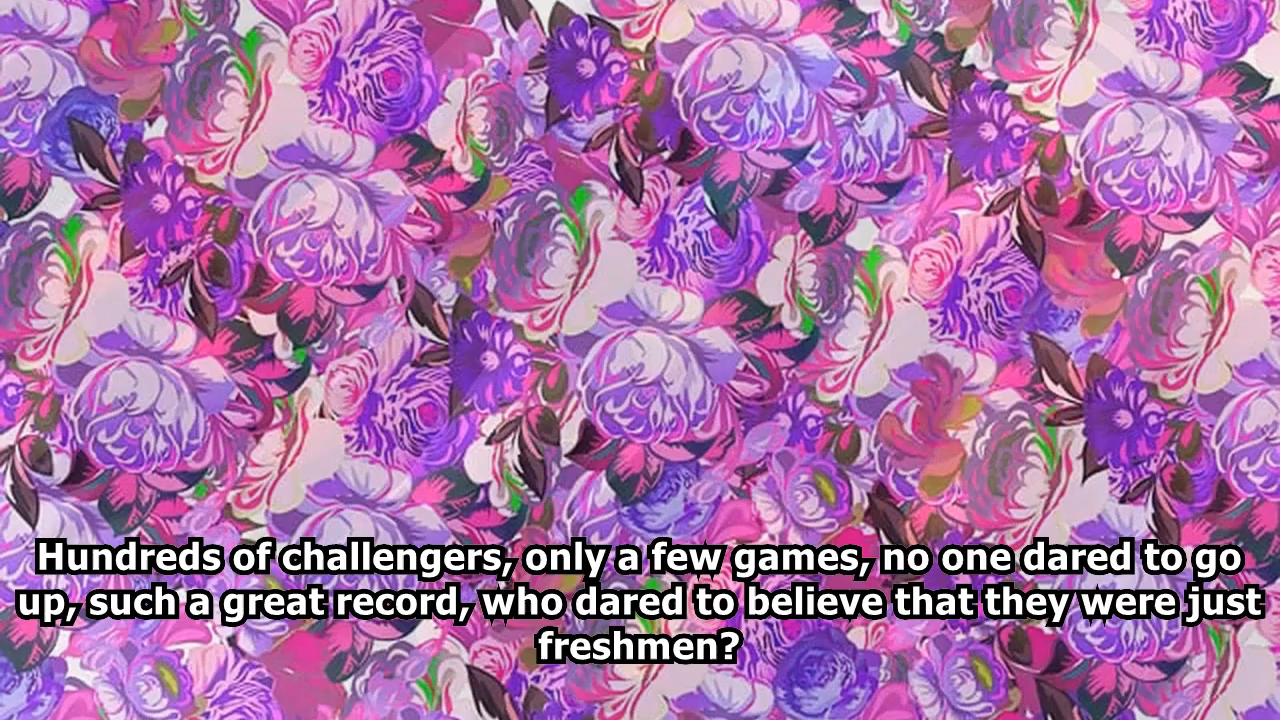 Hundreds of challengers, only a few games, no one dared to go
up, such a great record, who dared to believe that they were just
freshmen?